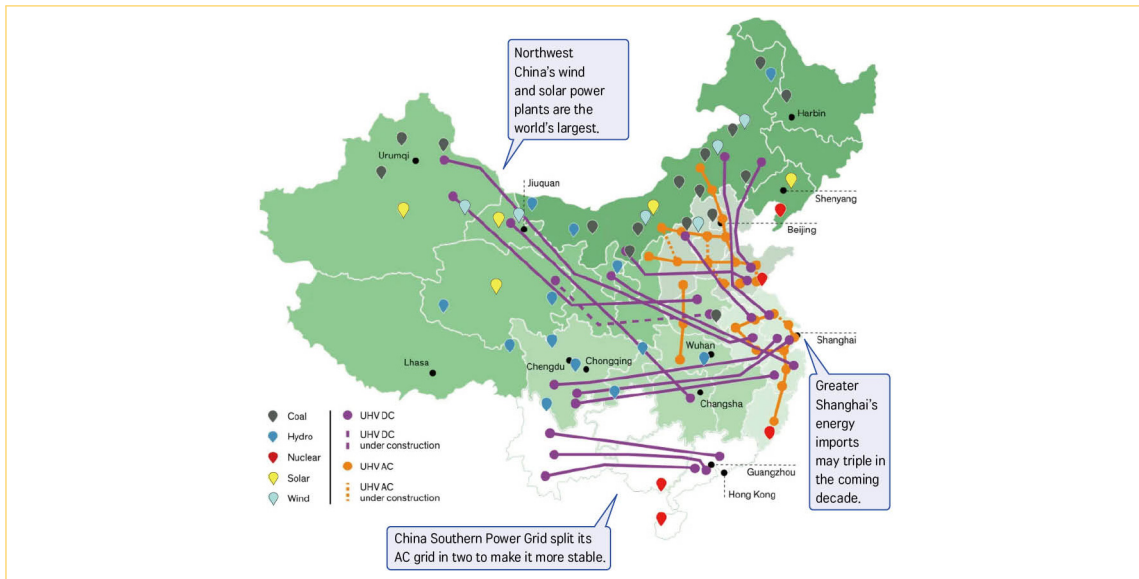 Northwest
China's wind
and solar power
plants are the
world's largest.
Harbin
Urumqi
Jiuquan
Shenyang
Beijing
Shanghai
Wuhan
Chengdu
Chongqing
Lhasa
Changsha
Greater
Shanghai's
energy
imports
may triple in
the coming
decade.
Coal
Hydro
Nuclear
Solar
Wind
UHV DC
UHV DC
under construction
UHV AC
UHV AC
under construction
Guangzhou
Hong Kong
China Southern Power Grid split its
AC grid in two to make it more stable.